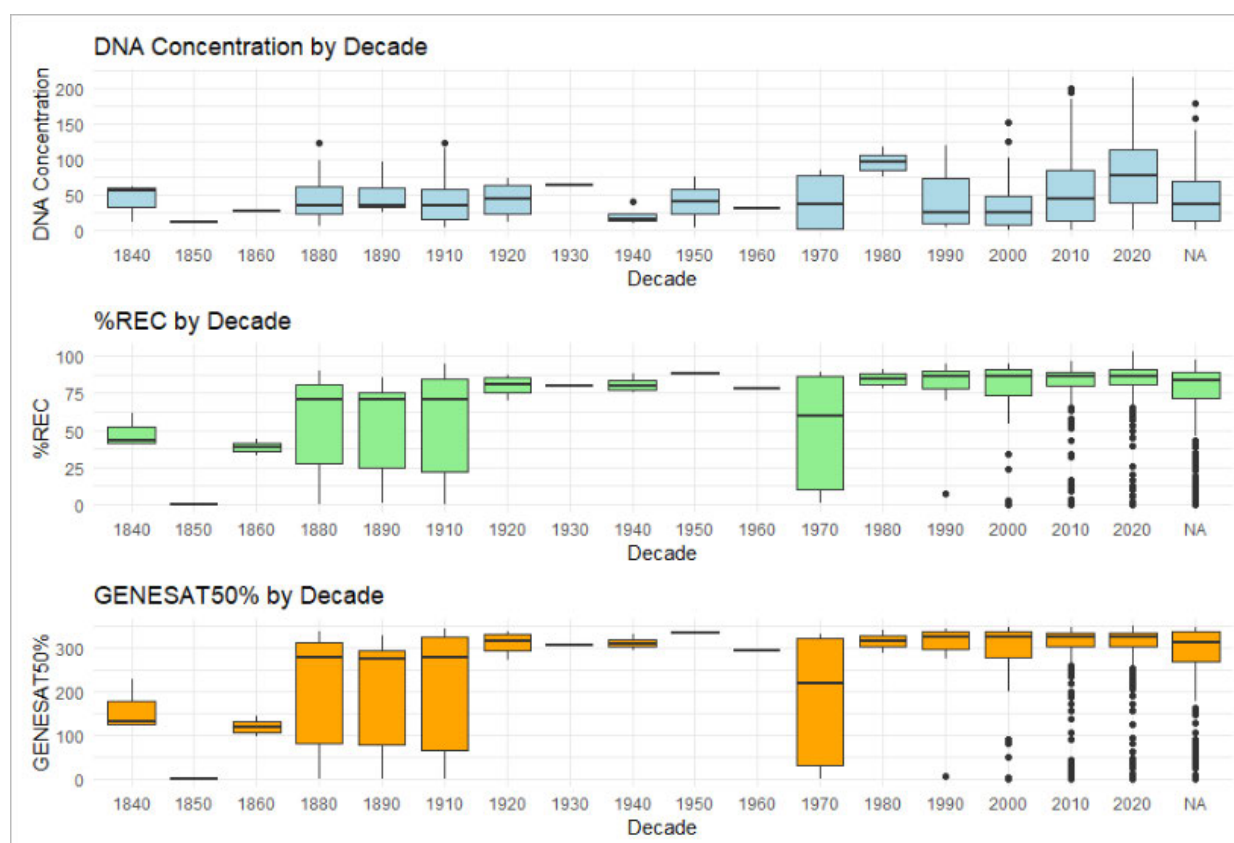 DNA Concentration by Decade
DNA Concentration
200
150
100
50
0
1840 1850 1860 1880 1890 1910 1920 1930 1940 1950 1960 1970 1980 1990 2000 2010 2020 NA
Decade
%REC by Decade
%REC
100
75
50
25
0
1840 1850 1860 1880 1890 1910 1920 1930 1940 1950 1960 1970 1980 1990 2000 2010 2020 NA
Decade
GENESAT50% by Decade
GENESAT50%
300
200
100
0
1840 1850 1860 1880 1890 1910 1920 1930 1940 1950 1960 1970 1980 1990 2000 2010 2020 NA
Decade